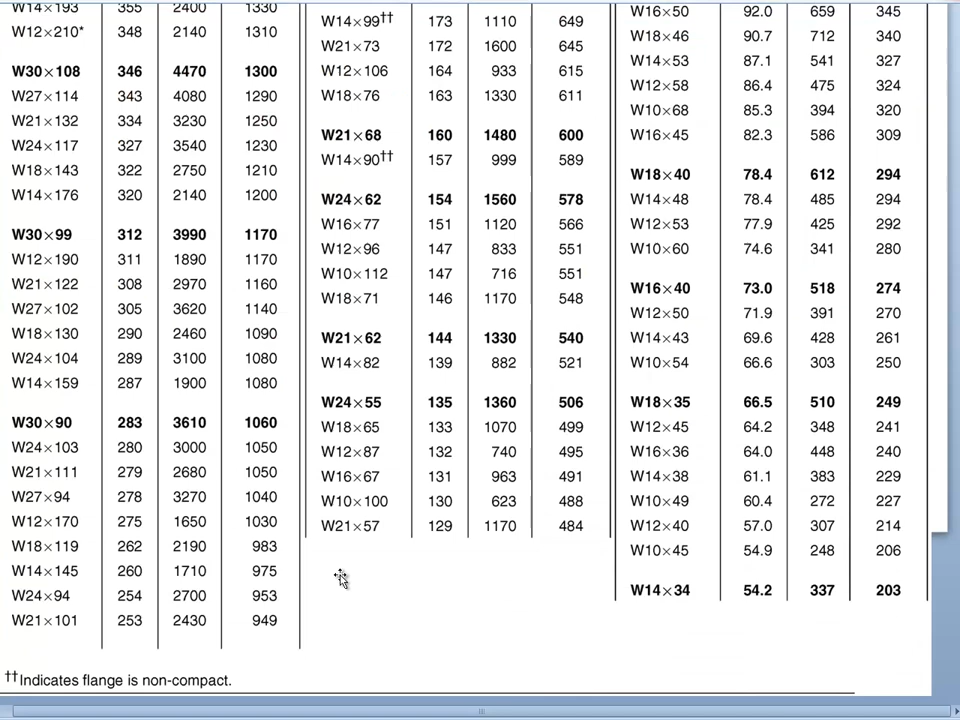 W14×193 355 2400 1330
W12×210* 348 2140 1310
W30×108 346 4470 1300
W27×114 343 4080 1290
W21×132 334 3230 1250
W24×117 327 3540 1230
W18×143 322 2750 1210
W14×176 320 2140 1200
W30×99 312 3990 1170
W12×190 311 1890 1170
W21×122 308 2970 1160
W27×102 305 3620 1140
W18×130 290 2460 1090
W24×104 289 3100 1080
W14×159 287 1900 1080
W30×90 283 3610 1060
W24×103 280 3000 1050
W21×111 279 2680 1050
W27×94 278 3270 1040
W12×170 275 1650 1030
W18×119 262 2190 983
W14×145 260 1710 975
W24×94 254 2700 953
W21×101 253 2430 949
W14×99†† 173 1110 649
W21×73 172 1600 645
W12×106 164 933 615
W18×76 163 1330 611
W21×68 160 1480 600
W14×90†† 157 999 589
W24×62 154 1560 578
W16×77 151 1120 566
W12×96 147 833 551
W10×112 147 716 551
W18×71 146 1170 548
W21×62 144 1330 540
W14×82 139 882 521
W24×55 135 1360 506
W18×65 133 1070 499
W12×87 132 740 495
W16×67 131 963 491
W10×100 130 623 488
W21×57 129 1170 484
W16×50 92.0 659 345
W18×46 90.7 712 340
W14×53 87.1 541 327
W12×58 86.4 475 324
W10×68 85.3 394 320
W16×45 82.3 586 309
W18×40 78.4 612 294
W14×48 78.4 485 294
W12×53 77.9 425 292
W10×60 74.6 341 280
W16×40 73.0 518 274
W12×50 71.9 391 270
W14×43 69.6 428 261
W10×54 66.6 303 250
W18×35 66.5 510 249
W12×45 64.2 348 241
W16×36 64.0 448 240
W14×38 61.1 383 229
W10×49 60.4 272 227
W12×40 57.0 307 214
W10×45 54.9 248 206
W14×34 54.2 337 203
††Indicates flange is non-compact.